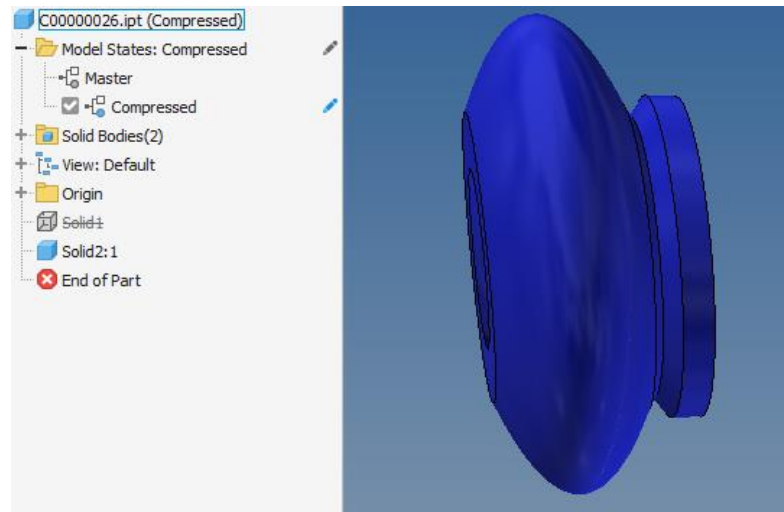 C00000026.ipt (Compressed)
Model States: Compressed
Master
Compressed
Solid Bodies(2)
View: Default
Origin
Solid1
Solid2:1
End of Part